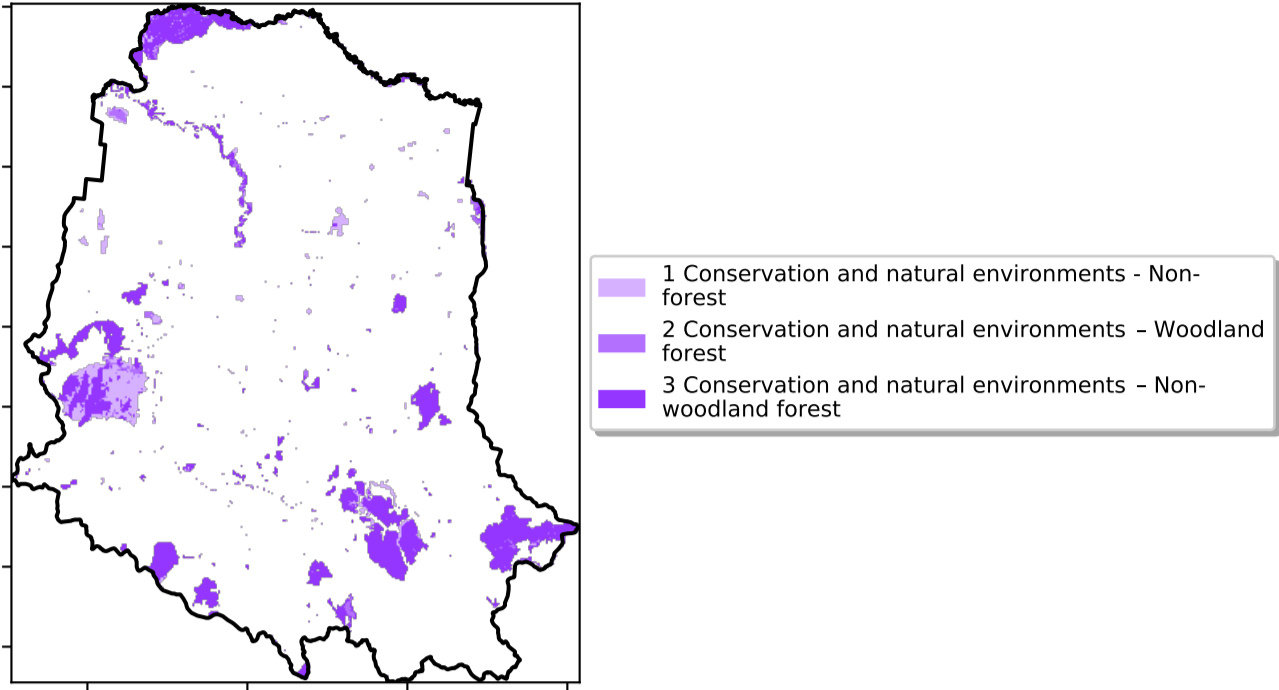 1 Conservation and natural environments - Non-
forest
2 Conservation and natural environments – Woodland
forest
3 Conservation and natural environments – Non-
woodland forest